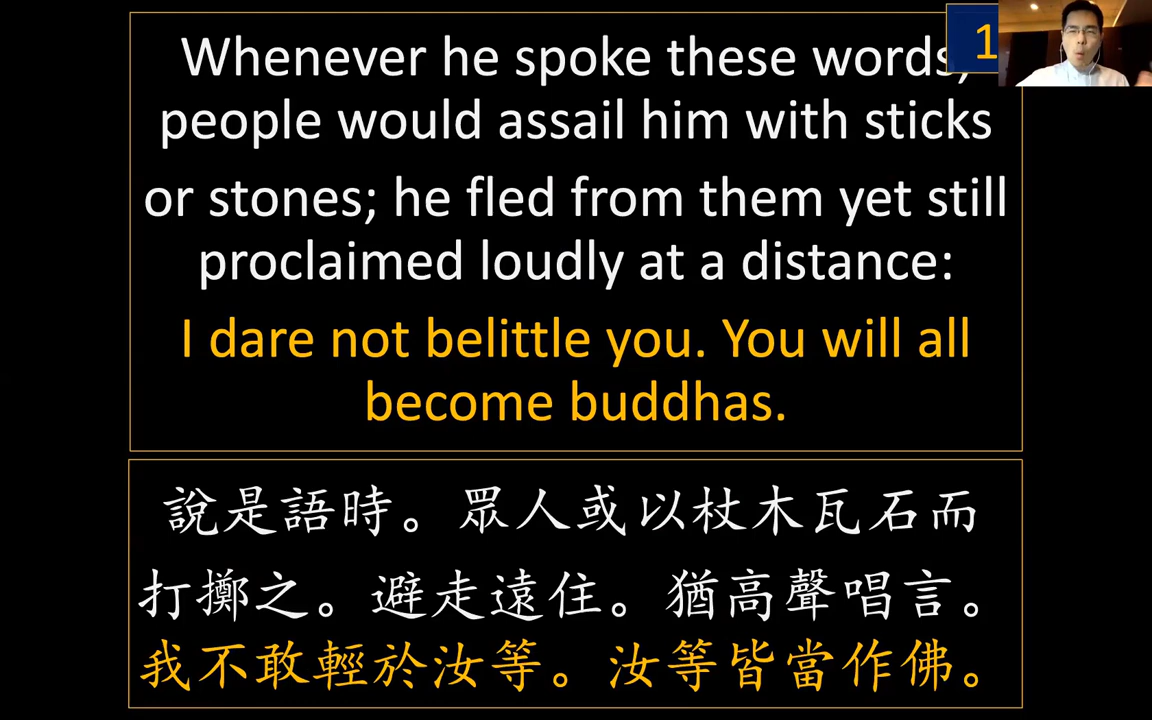 Whenever he spoke these words,
1
people would assail him with sticks
or stones; he fled from them yet still
proclaimed loudly at a distance:
I dare not belittle you. You will all
become buddhas.
說是語時。眾人或以杖木瓦石而
打擲之。避走遠住。猶高聲唱言。
我不敢輕於汝等。汝等皆當作佛。